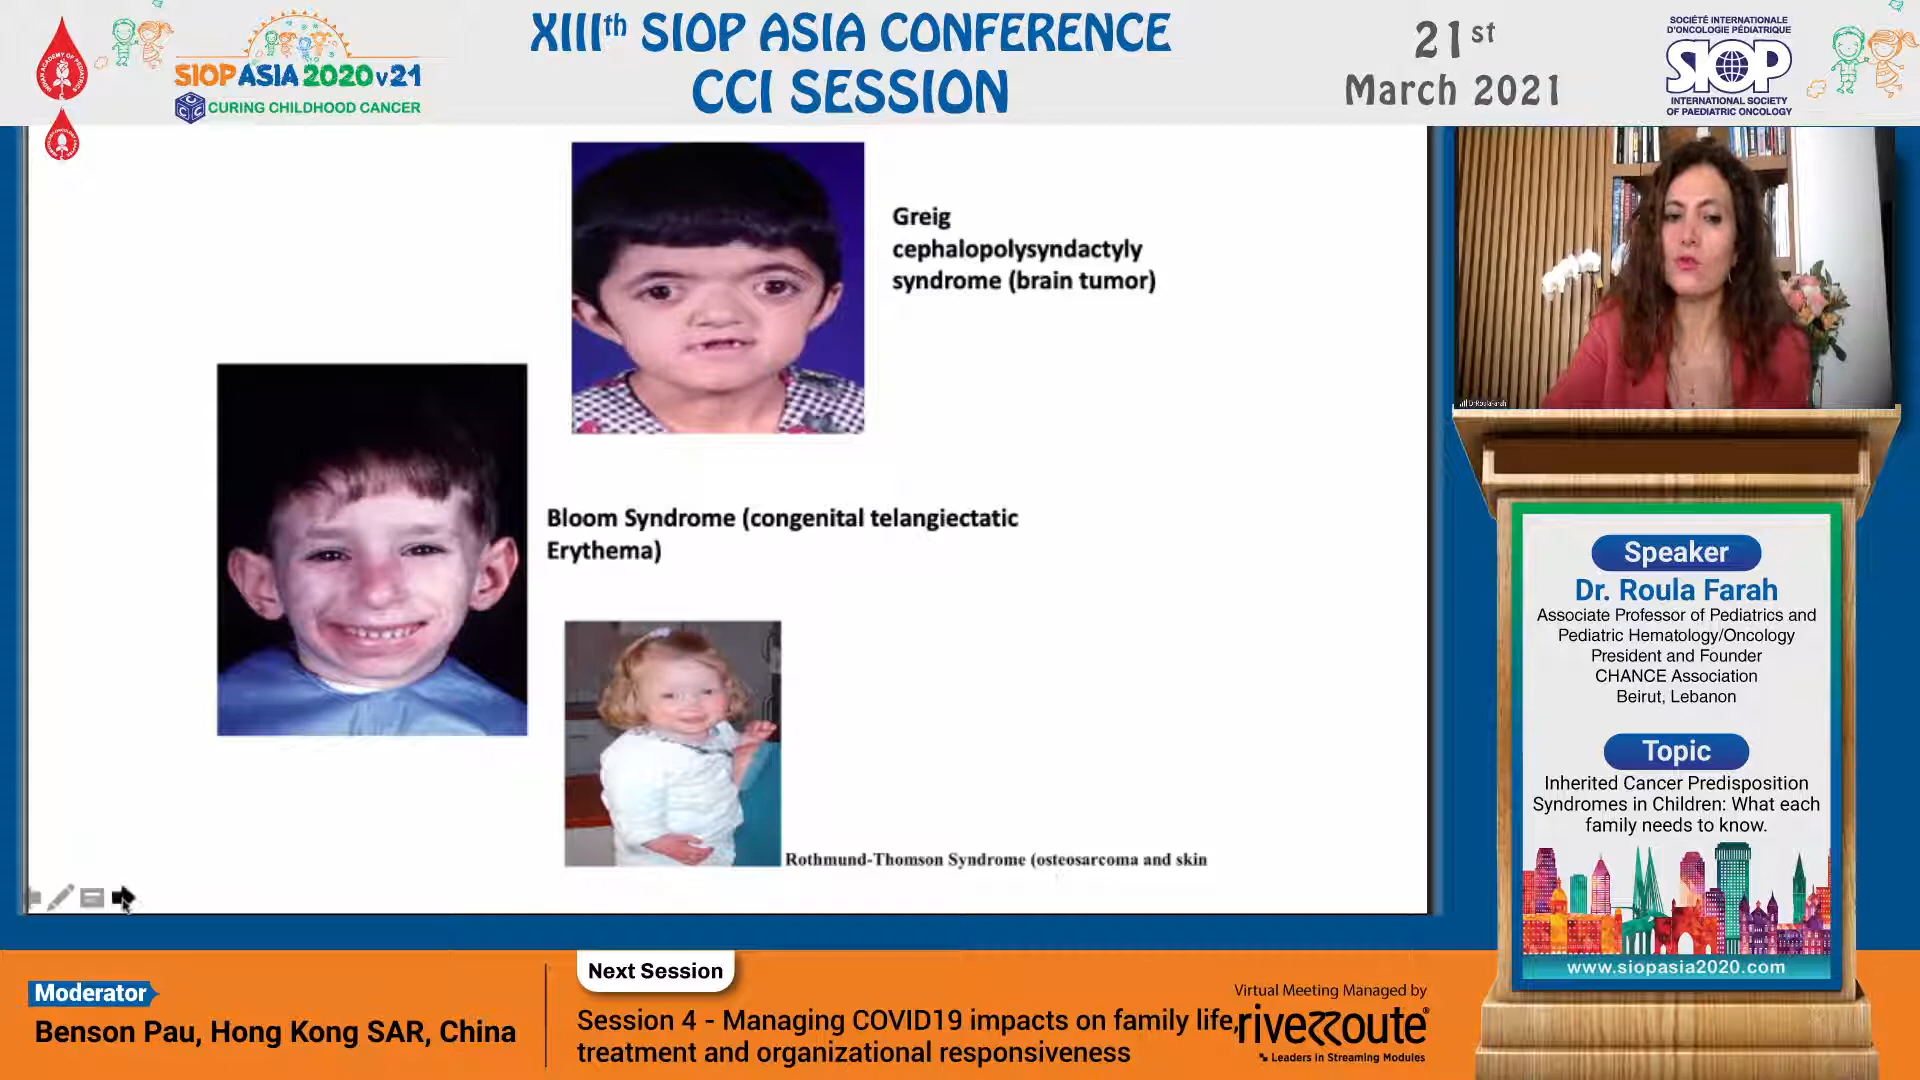 XIIIth SIOP ASIA CONFERENCE
CCI SESSION
21st
March 2021
SIOP ASIA 2020 v21
CURING CHILDHOOD CANCER
SOCIÉTÉ INTERNATIONALE
D'ONCOLOGIE PÉDIATRIQUE
SIOP
INTERNATIONAL SOCIETY
OF PAEDIATRIC ONCOLOGY
Greig
cephalopolysyndactyly
syndrome (brain tumor)
Bloom Syndrome (congenital telangiectatic
Erythema)
Rothmund-Thomson Syndrome (osteosarcoma and skin
Speaker
Dr. Roula Farah
Associate Professor of Pediatrics and
Pediatric Hematology/Oncology
President and Founder
CHANCE Association
Beirut, Lebanon
Topic
Inherited Cancer Predisposition
Syndromes in Children: What each
family needs to know.
www.siopasia2020.com
Moderator
Benson Pau, Hong Kong SAR, China
Next Session
Session 4 - Managing COVID19 impacts on family life,
treatment and organizational responsiveness
Virtual Meeting Managed by
riveRRoute
Leaders in Streaming Modules